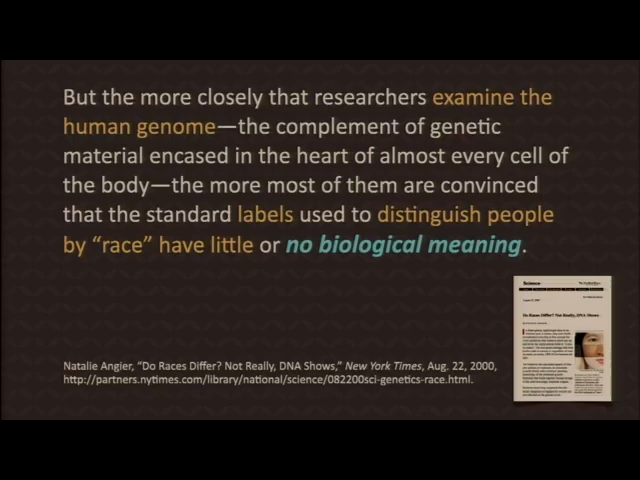 But the more closely that researchers examine the
human genome—the complement of genetic
material encased in the heart of almost every cell of
the body—the more most of them are convinced
that the standard labels used to distinguish people
by “race” have little or no biological meaning.
Science
Do Races Differ? Not Really, DNA Shows
Natalie Angier, “Do Races Differ? Not Really, DNA Shows,” New York Times, Aug. 22, 2000,
http://partners.nytimes.com/library/national/science/082200sci-genetics-race.html.